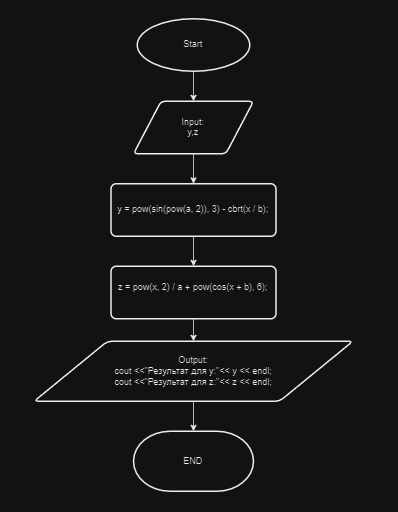 Start
Input:
y,z
y = pow(sin(pow(a, 2)), 3) - cbrt(x / b);
z = pow(x, 2) / a + pow(cos(x + b), 6);
Output:
cout <<"Результат для y:"<< y << endl;
cout <<"Результат для z:"<< z << endl;
END